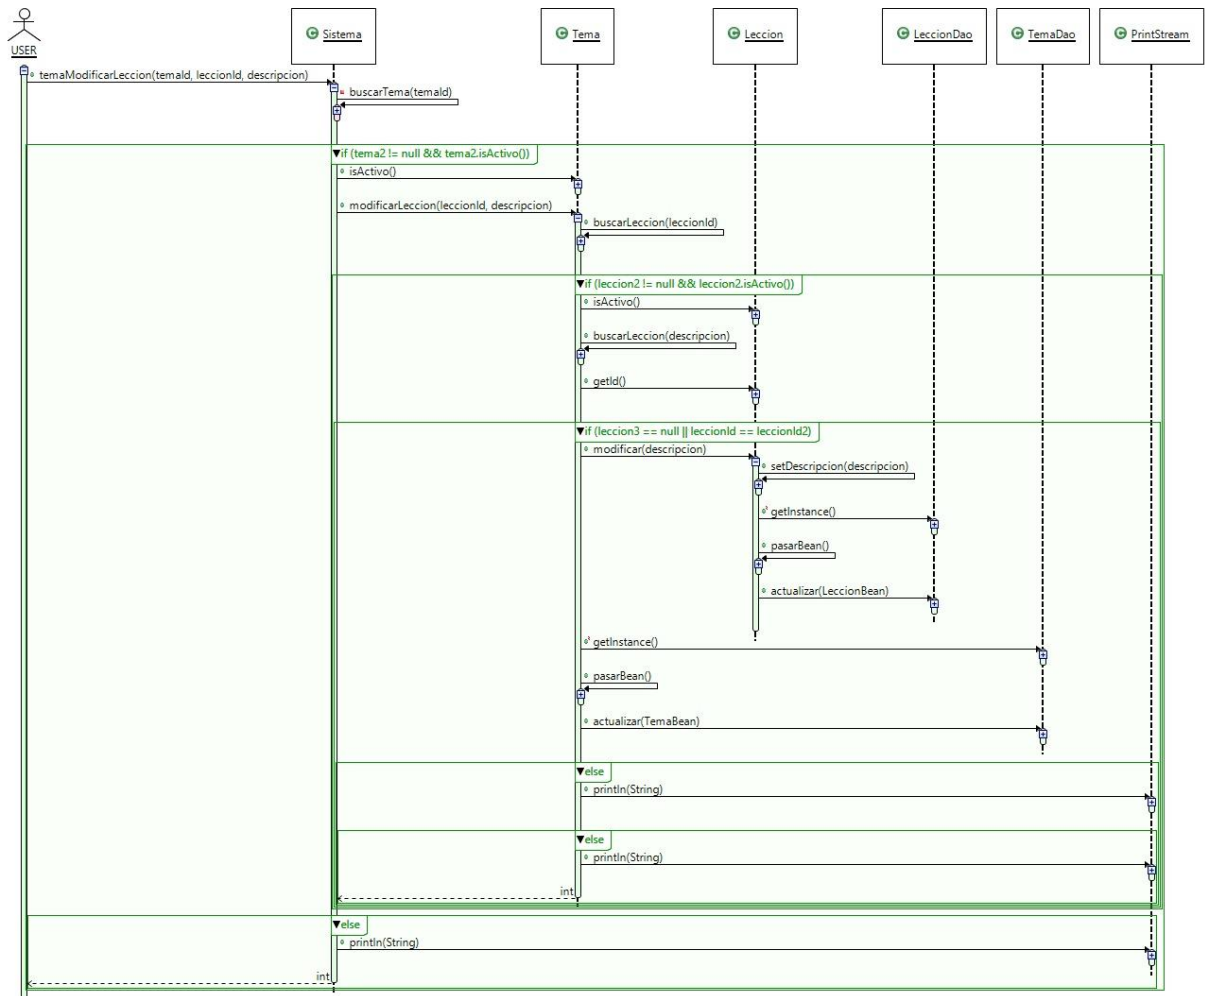 USER
Sistema
Tema
Leccion
LeccionDao
TemaDao
PrintStream
temaModificarLeccion(temaId, leccionId, descripcion)
buscarTema(temaId)
if (tema2 != null && tema2.isActivo())
isActivo()
modificarLeccion(leccionId, descripcion)
buscarLeccion(leccionId)
if (leccion2 != null && leccion2.isActivo())
isActivo()
buscarLeccion(descripcion)
getId()
if (leccion3 == null || leccionId == leccionId2)
modificar(descripcion)
setDescripcion(descripcion)
getInstance()
pasarBean()
actualizar(LeccionBean)
getInstance()
pasarBean()
actualizar(TemaBean)
else
println(String)
else
println(String)
int
else
println(String)
int